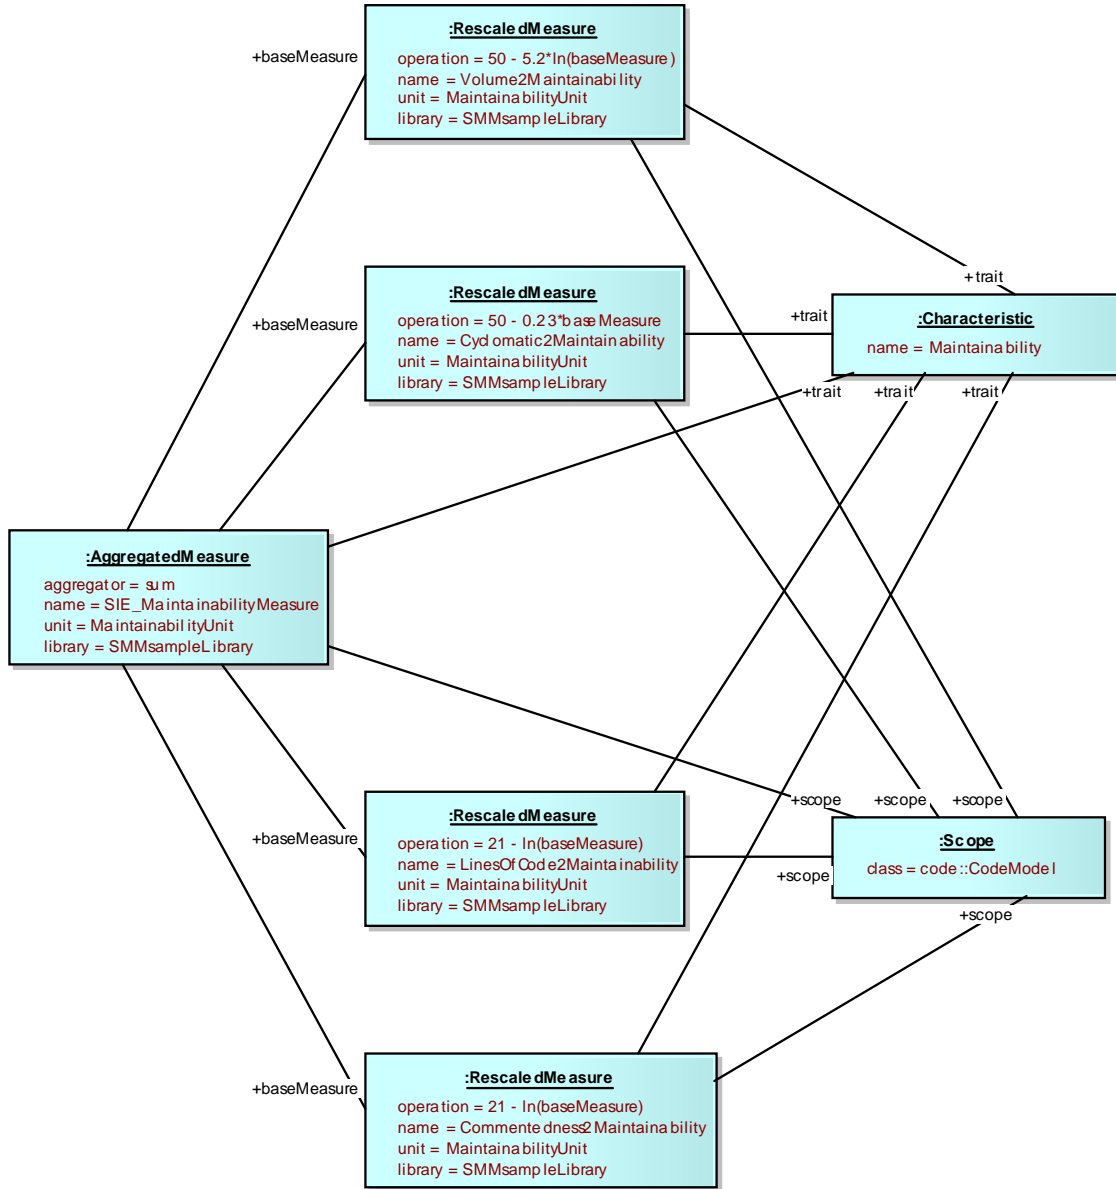 :RescaledMeasure
operation = 50 - 5.2*ln(baseMeasure)
name = Volume2Maintainability
unit = MaintainabilityUnit
library = SMMsampleLibrary
+baseMeasure
+trait
:RescaledMeasure
operation = 50 - 0.23*baseMeasure
name = Cyclomatic2Maintainability
unit = MaintainabilityUnit
library = SMMsampleLibrary
+baseMeasure
+trait
:Characteristic
name = Maintainability
+trait
+trait
+trait
:AggregatedMeasure
aggregator = sum
name = SIE_MaintainabilityMeasure
unit = MaintainabilityUnit
library = SMMsampleLibrary
+scope
+scope
+scope
:RescaledMeasure
operation = 21 - ln(baseMeasure)
name = LinesOfCode2Maintainability
unit = MaintainabilityUnit
library = SMMsampleLibrary
+baseMeasure
+scope
:Scope
class = code::CodeModel
+scope
:RescaledMeasure
operation = 21 - ln(baseMeasure)
name = Commentedness2Maintainability
unit = MaintainabilityUnit
library = SMMsampleLibrary
+baseMeasure